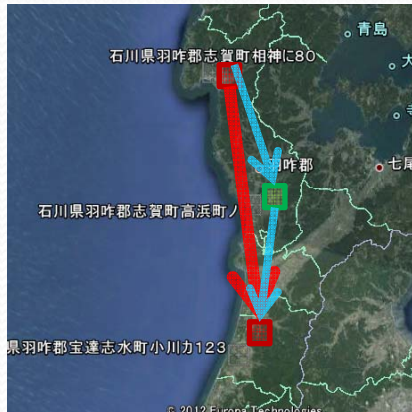 青島
石川県羽咋郡志賀町相神に80
羽咋郡
七尾
石川県羽咋郡志賀町高浜町ノ
県羽咋郡宝達志水町小川カ123
© 2012 Europa Technologies